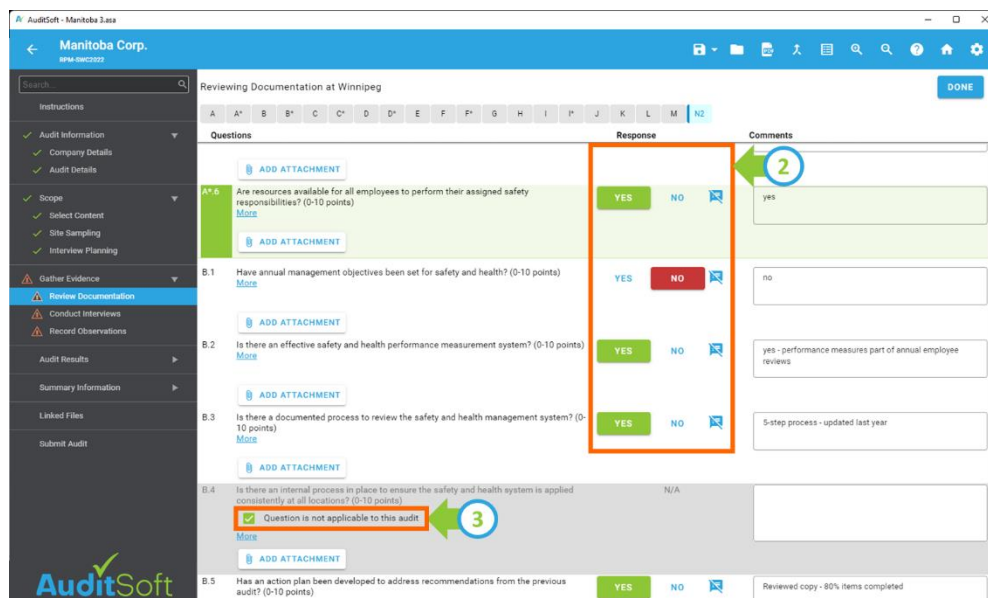 AuditSoft - Manitoba 3.asa
Manitoba Corp.
RPM-SWC2022
Search...
Instructions
Audit Information
Company Details
Audit Details
Scope
Select Content
Site Sampling
Interview Planning
Gather Evidence
Review Documentation
Conduct Interviews
Record Observations
Audit Results
Summary Information
Linked Files
Submit Audit
AuditSoft
Reviewing Documentation at Winnipeg
DONE
A A* B B* C C* D D* E F F* G H I I* J K L M N2
Questions Response Comments
ADD ATTACHMENT
2
A*.6 Are resources available for all employees to perform their assigned safety YES NO yes
responsibilities? (0-10 points)
More
ADD ATTACHMENT
B.1 Have annual management objectives been set for safety and health? (0-10 points) YES NO no
More
ADD ATTACHMENT
B.2 Is there an effective safety and health performance measurement system? (0-10 points) YES NO yes - performance measures part of annual employee
More reviews
ADD ATTACHMENT
B.3 Is there a documented process to review the safety and health management system? (0- YES NO 5-step process - updated last year
10 points)
More
ADD ATTACHMENT
B.4 Is there an internal process in place to ensure the safety and health system is applied N/A
consistently at all locations? (0-10 points)
Question is not applicable to this audit 3
More
ADD ATTACHMENT
B.5 Has an action plan been developed to address recommendations from the previous YES NO Reviewed copy - 80% items completed
audit? (0-10 points)